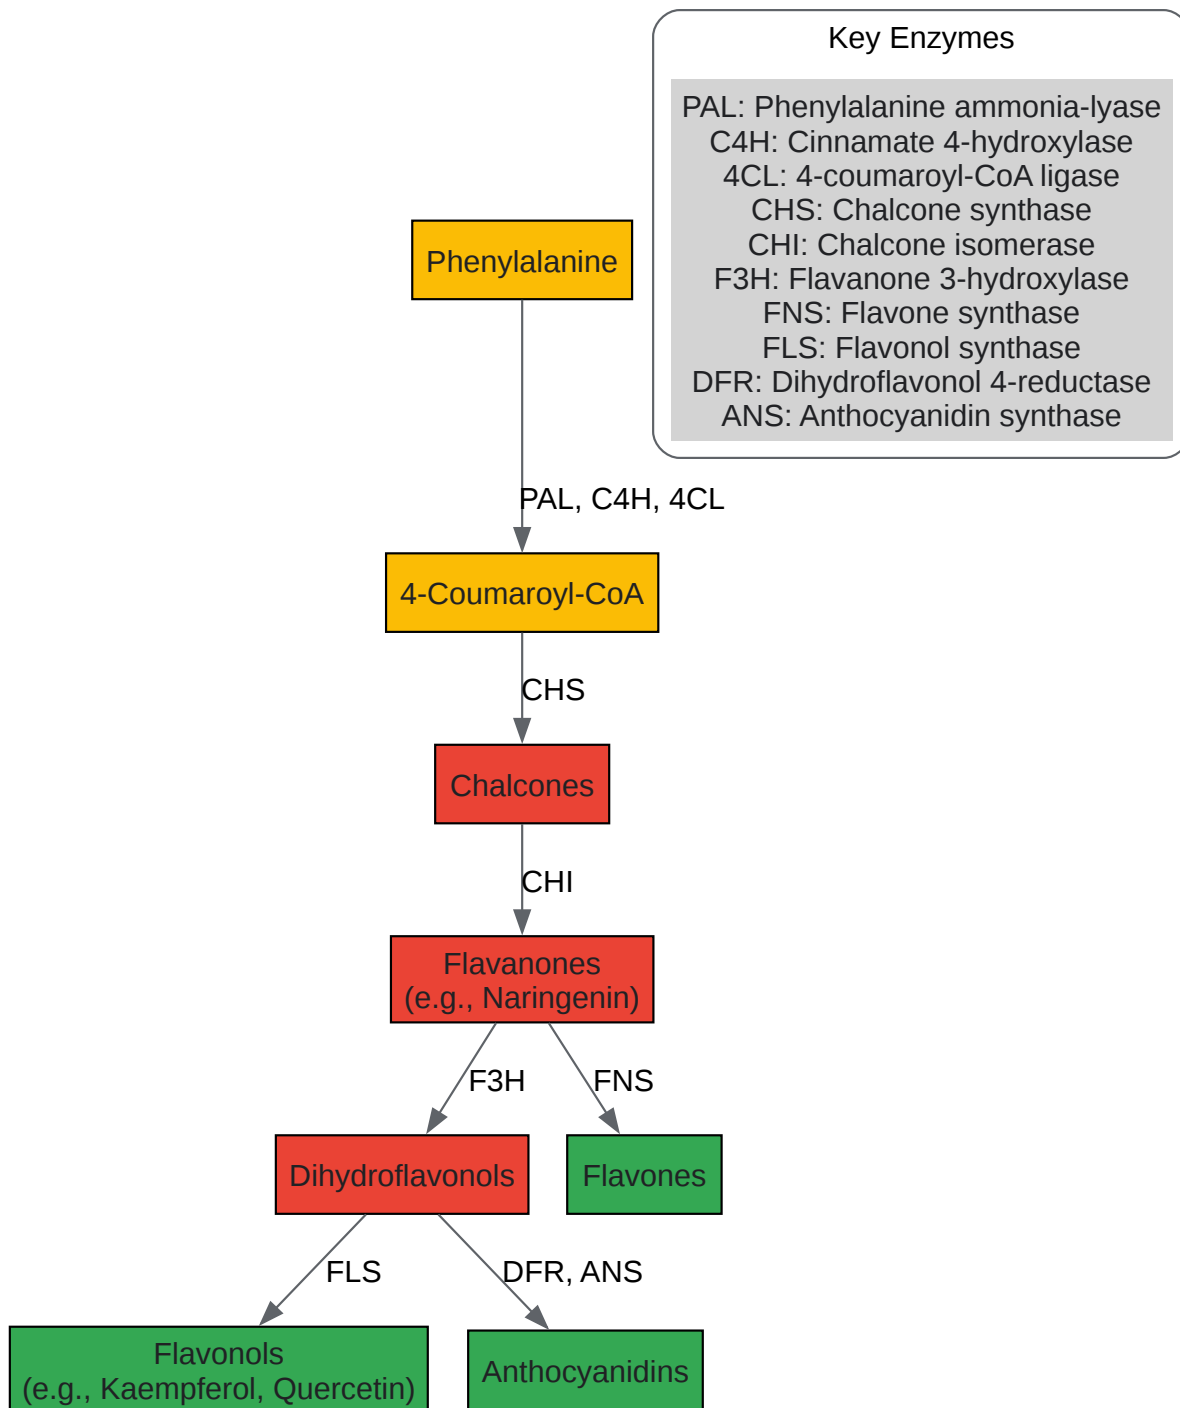 Key Enzymes
PAL: Phenylalanine ammonia-lyase
C4H: Cinnamate 4-hydroxylase
4CL: 4-coumaroyl-CoA ligase
CHS: Chalcone synthase
CHI: Chalcone isomerase
F3H: Flavanone 3-hydroxylase
FNS: Flavone synthase
FLS: Flavonol synthase
DFR: Dihydroflavonol 4-reductase
ANS: Anthocyanidin synthase
Phenylalanine
PAL, C4H, 4CL
4-Coumaroyl-CoA
CHS
Chalcones
CHI
Flavanones
(e.g., Naringenin)
F3H
FNS
Dihydroflavonols
Flavones
FLS
DFR, ANS
Flavonols
(e.g., Kaempferol, Quercetin)
Anthocyanidins